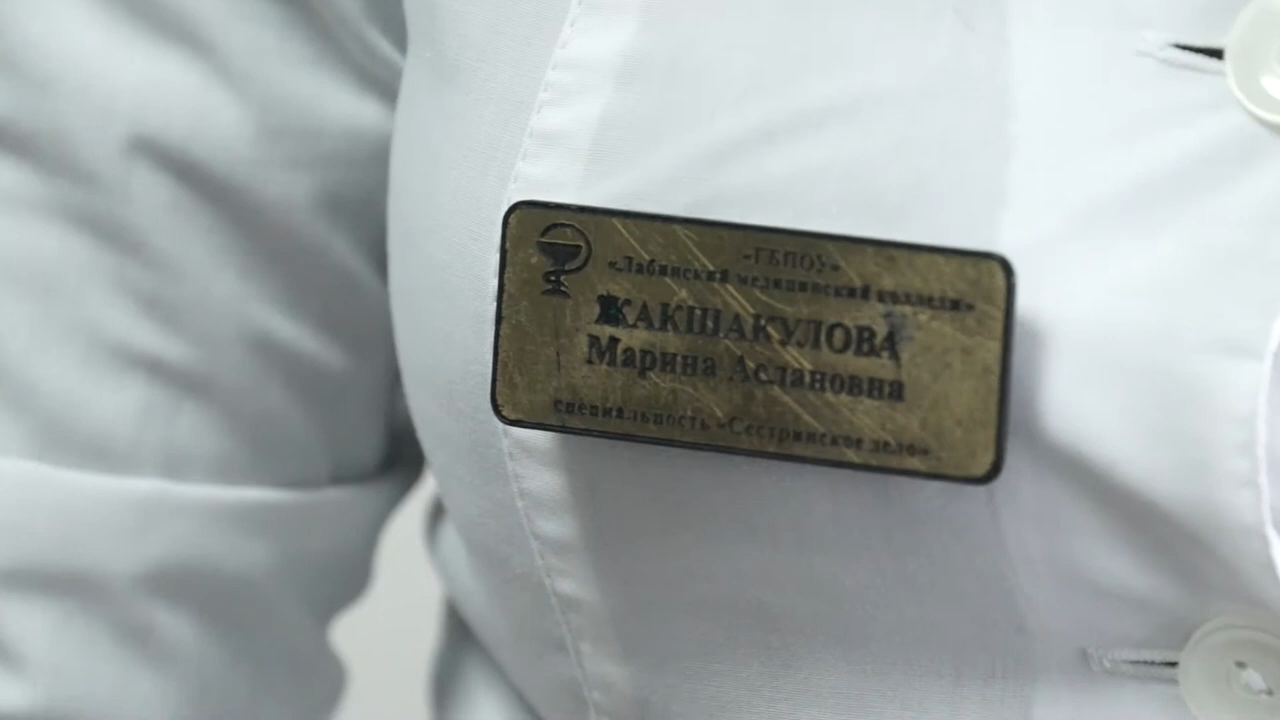 «ГБПОУ»
«Лабинский медицинский колледж»
ЖАКШАКУЛОВА
Марина Аслановна
специальность «Сестринское дело»